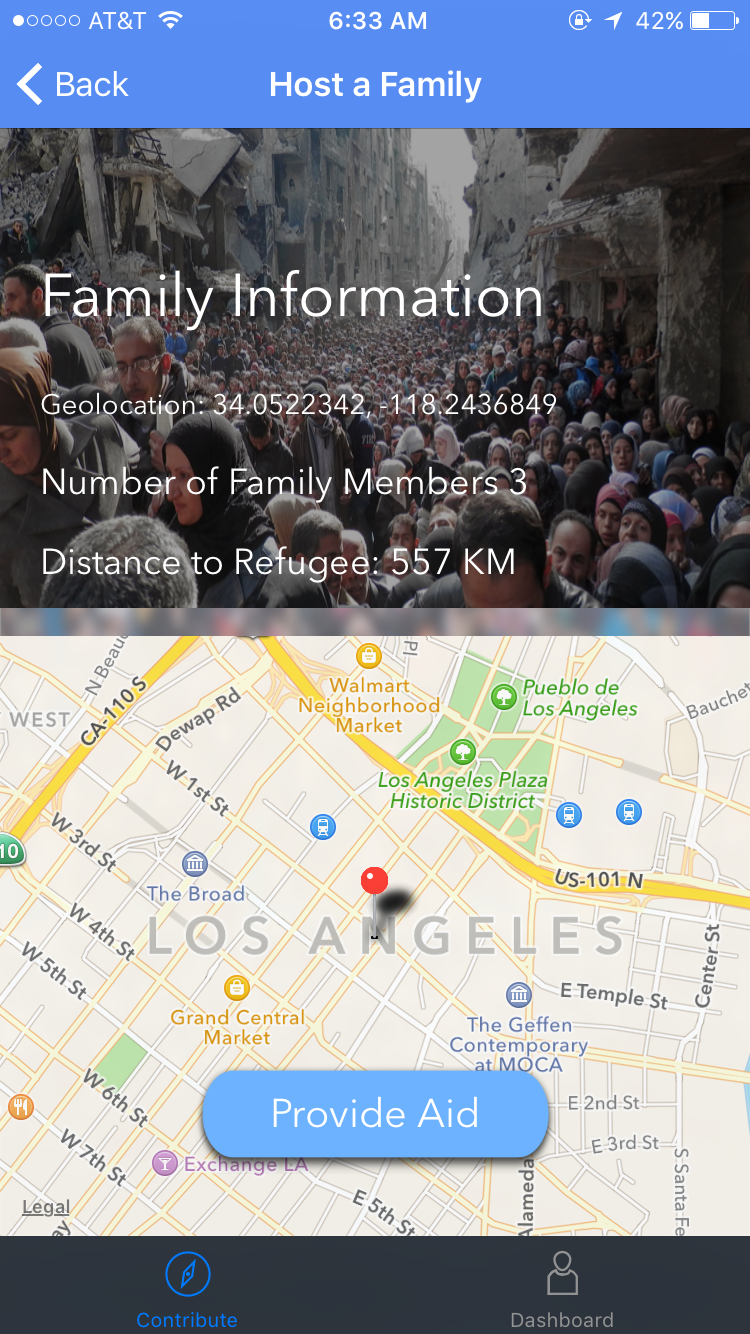 AT&T 6:33 AM 42%
Back Host a Family
Family Information
Geolocation: 34.0522342, -118.2436849
Number of Family Members 3
Distance to Refugee: 557 KM
N Beauc
Pl
Walmart
Neighborhood
Market
Pueblo de
Los Angeles
Bauchet
WEST
CA-110 S
Dewap Rd
W 1st St
Los Angeles Plaza
Historic District
W 3rd St
10
The Broad
US-101 N
LOS ANGELES
W 4th St
W 5th St
Center St
Grand Central
Market
E Temple St
The Geffen
Contemporary
at MOCA
W 6th St
Provide Aid
E 2nd St
W 7th St
E 3rd St
Exchange LA
Alameda
S Santa Fe
E 5th St
Legal
ay
Contribute Dashboard